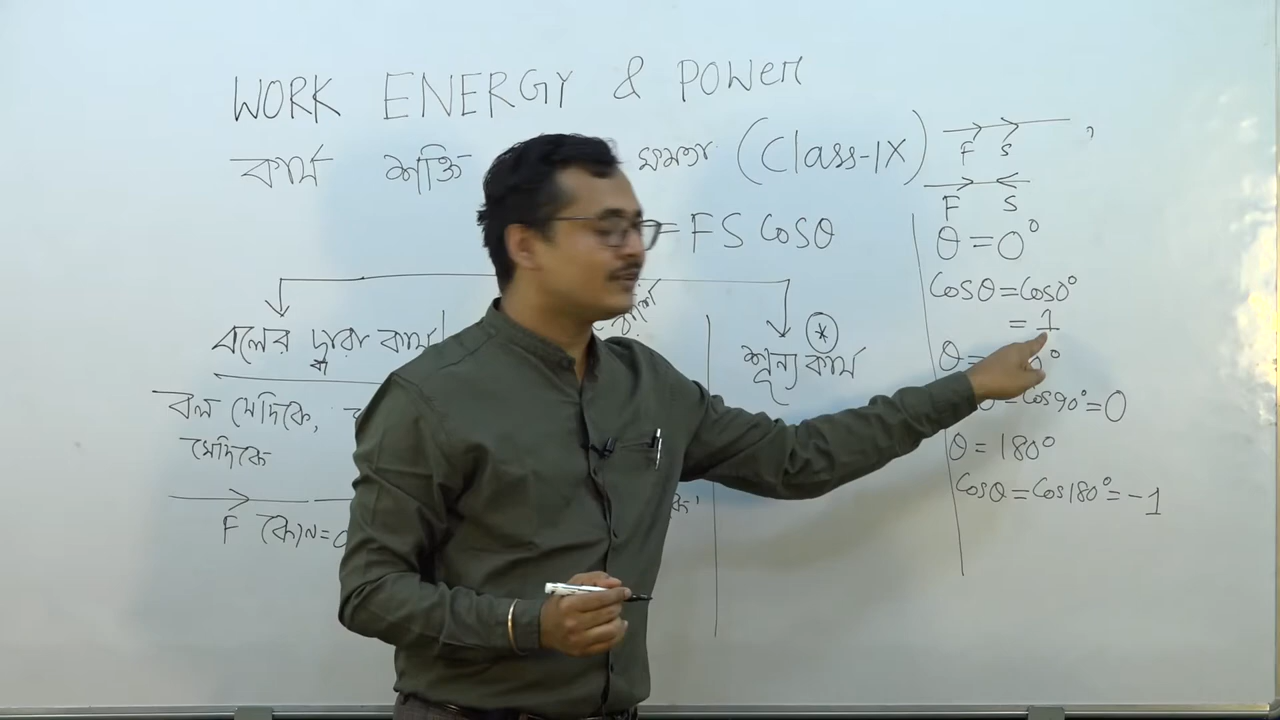 WORK ENERGY & POWER
কার্য শক্তি ক্ষমতা (Class-IX)
F S ,
F S
= FS Cosθ
বলের দ্বারা কার্য
শূন্য কার্য *
বল যেদিকে,
যেদিকে
F কোন=0
θ = 0°
Cosθ = Cos0°
= 1
θ =
θ = Cos90° = 0
θ = 180°
Cosθ = Cos180° = -1